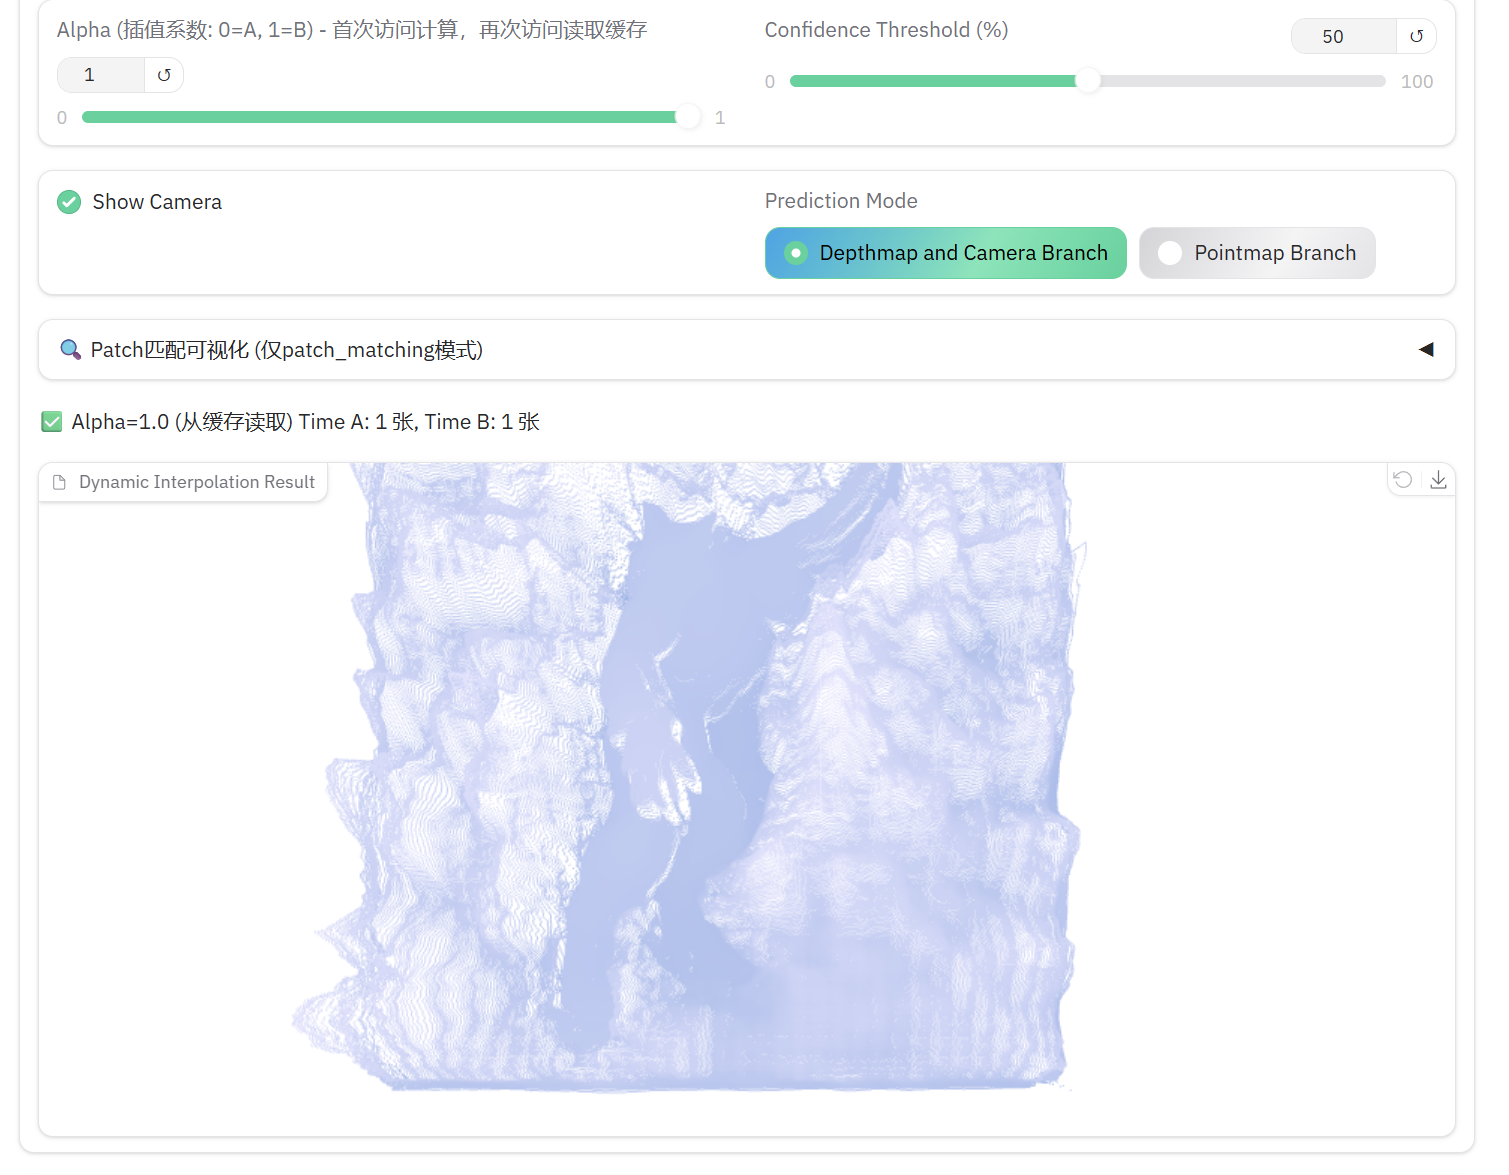 Alpha (插值系数: 0=A, 1=B) - 首次访问计算，再次访问读取缓存
1
0
1
Confidence Threshold (%)
50
0
100
Show Camera
Prediction Mode
Depthmap and Camera Branch
Pointmap Branch
Patch匹配可视化 (仅patch_matching模式)
Alpha=1.0 (从缓存读取) Time A: 1 张, Time B: 1 张
Dynamic Interpolation Result